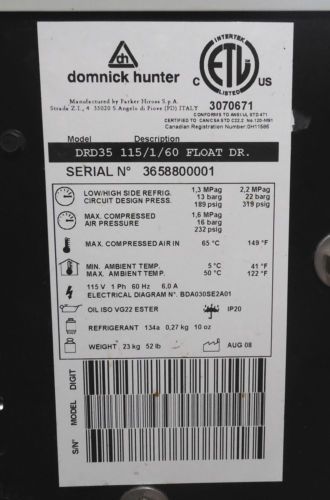 dh
domnick hunter
Manufactured by Parker Hiross S.p.A.
Strada Z.I., 4 35020 S.Angelo di Piove (PD) ITALY
INTERTEK
C ETL US
LISTED
3070671
CONFORMS TO ANSI/UL STD.471
CERTIFIED TO CAN/CSA STD C22.2 No.120-M91
Canadian Registration Number 0H11595
Model Description
DRD35 115/1/60 FLOAT DR.
SERIAL N° 3658800001
LOW/HIGH SIDE REFRIG. 1,3 MPa 2,2 MPa
CIRCUIT DESIGN PRESS. 13 barg 22 barg
189 psig 319 psig
MAX. COMPRESSED 1,6 MPa
AIR PRESSURE 16 barg
232 psig
MAX. COMPRESSED AIR IN 65 °C 149 °F
MIN. AMBIENT TEMP. 5 °C 41 °F
MAX. AMBIENT TEMP. 50 °C 122 °F
115 V 1 Ph 60 Hz 6,0 A
ELECTRICAL DIAGRAM N°. BDA030SE2A01
OIL ISO VG22 ESTER IP20
REFRIGERANT 134a 0,27 kg 10 oz
WEIGHT 23 kg 52 lb AUG 08
S/N° MODEL DIGIT